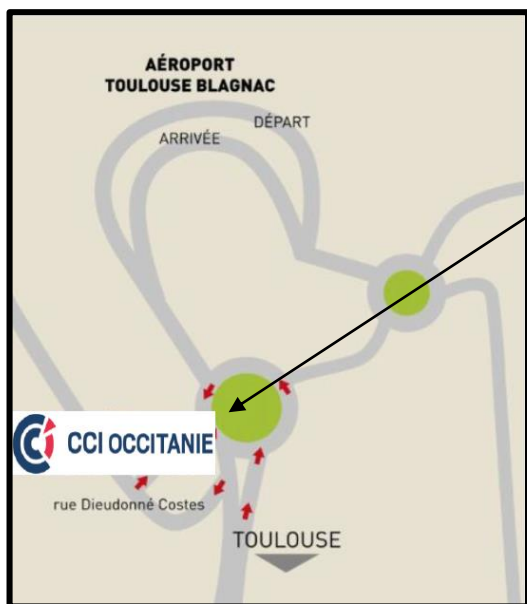 AÉROPORT
TOULOUSE BLAGNAC
DÉPART
ARRIVÉE
CCI OCCITANIE
rue Dieudonné Costes
TOULOUSE